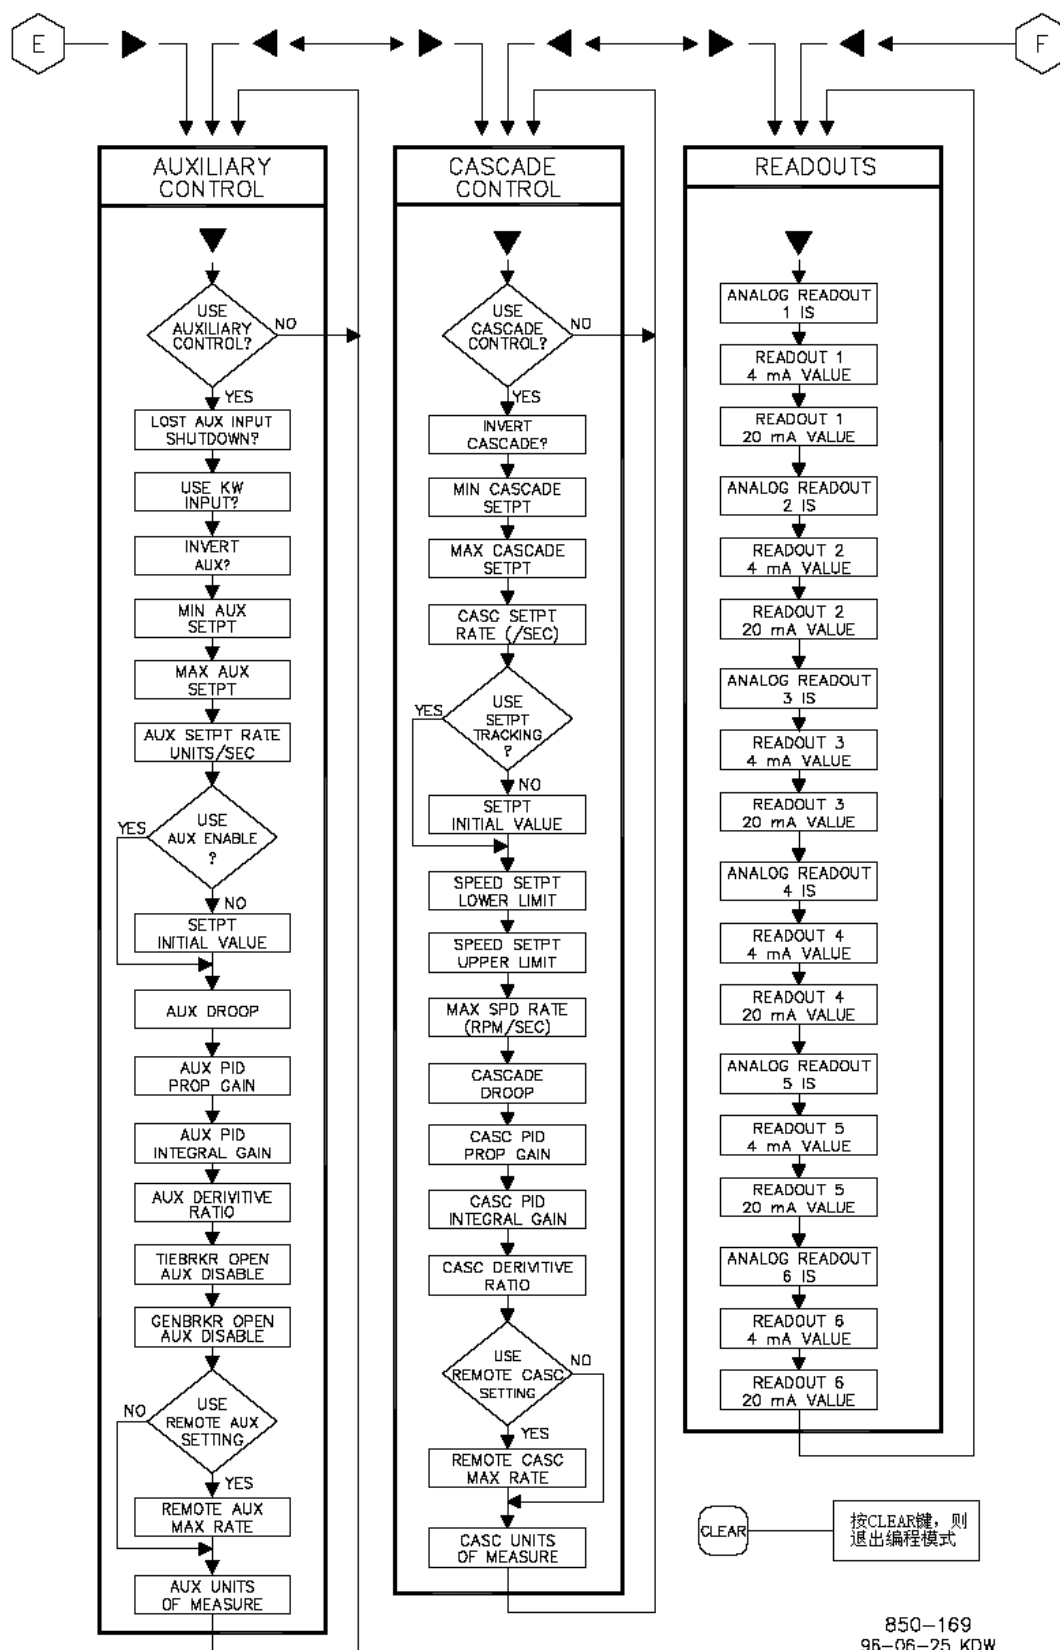 E
F
AUXILIARY
CONTROL
USE
AUXILIARY
CONTROL?
NO
YES
LOST AUX INPUT
SHUTDOWN?
USE KW
INPUT?
INVERT
AUX?
MIN AUX
SETPT
MAX AUX
SETPT
AUX SETPT RATE
UNITS/SEC
USE
AUX ENABLE
?
YES
NO
SETPT
INITIAL VALUE
AUX DROOP
AUX PID
PROP GAIN
AUX PID
INTEGRAL GAIN
AUX DERIVITIVE
RATIO
TIEBRKR OPEN
AUX DISABLE
GENBRKR OPEN
AUX DISABLE
USE
REMOTE AUX
SETTING
NO
YES
REMOTE AUX
MAX RATE
AUX UNITS
OF MEASURE
CASCADE
CONTROL
USE
CASCADE
CONTROL?
NO
YES
INVERT
CASCADE?
MIN CASCADE
SETPT
MAX CASCADE
SETPT
CASC SETPT
RATE (/SEC)
USE
SETPT
TRACKING
?
YES
NO
SETPT
INITIAL VALUE
SPEED SETPT
LOWER LIMIT
SPEED SETPT
UPPER LIMIT
MAX SPD RATE
(RPM/SEC)
CASCADE
DROOP
CASC PID
PROP GAIN
CASC PID
INTEGRAL GAIN
CASC DERIVITIVE
RATIO
USE
REMOTE CASC
SETTING
NO
YES
REMOTE CASC
MAX RATE
CASC UNITS
OF MEASURE
READOUTS
ANALOG READOUT
1 IS
READOUT 1
4 mA VALUE
READOUT 1
20 mA VALUE
ANALOG READOUT
2 IS
READOUT 2
4 mA VALUE
READOUT 2
20 mA VALUE
ANALOG READOUT
3 IS
READOUT 3
4 mA VALUE
READOUT 3
20 mA VALUE
ANALOG READOUT
4 IS
READOUT 4
4 mA VALUE
READOUT 4
20 mA VALUE
ANALOG READOUT
5 IS
READOUT 5
4 mA VALUE
READOUT 5
20 mA VALUE
ANALOG READOUT
6 IS
READOUT 6
4 mA VALUE
READOUT 6
20 mA VALUE
CLEAR
按CLEAR键，则
退出编程模式
850-169
96-06-25 KDW